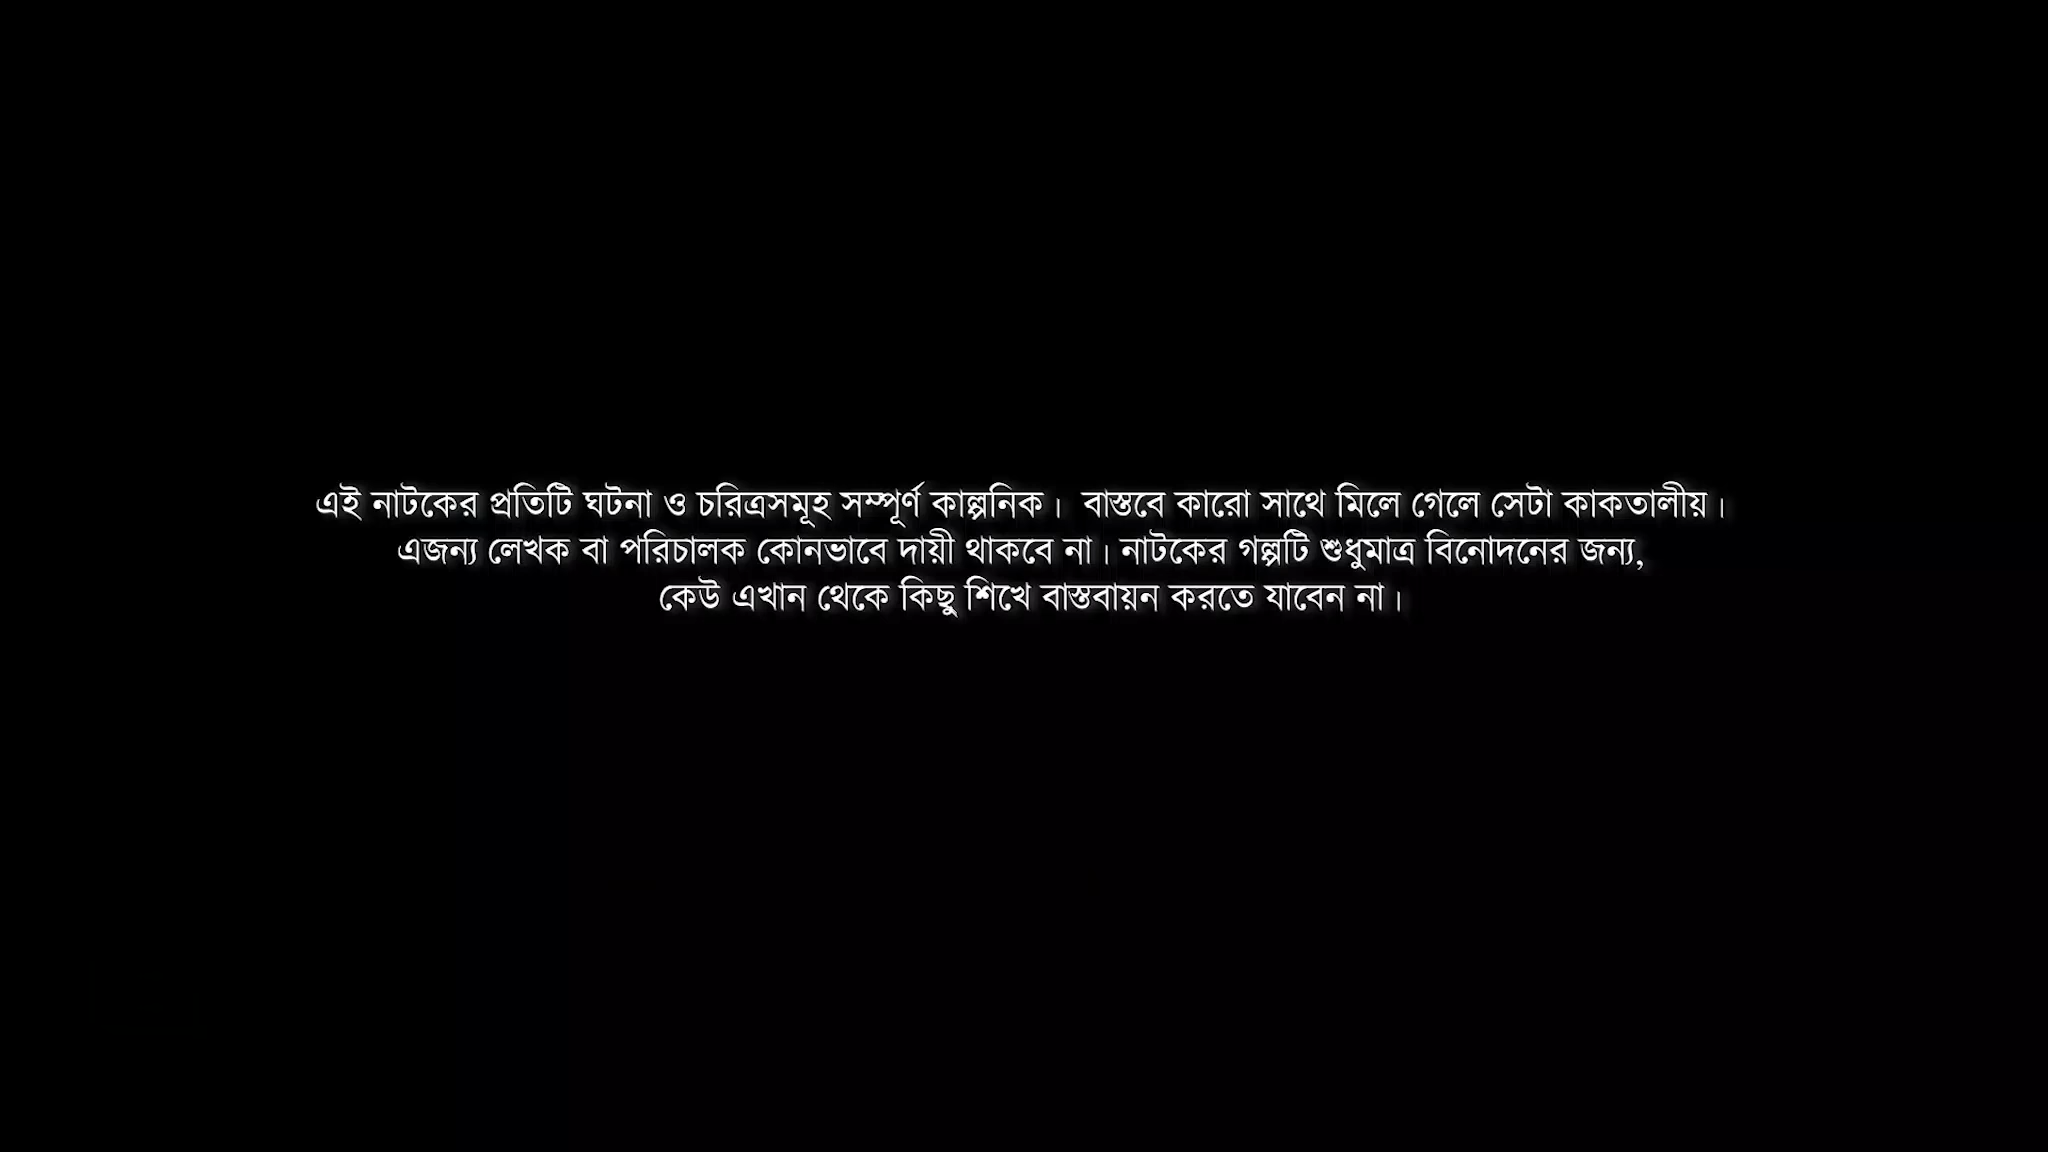 এই নাটকের প্রতিটি ঘটনা ও চরিত্রসমূহ সম্পূর্ণ কাল্পনিক। বাস্তবে কারো সাথে মিলে গেলে সেটা কাকতালীয়।
এজন্য লেখক বা পরিচালক কোনভাবে দায়ী থাকবে না। নাটকের গল্পটি শুধুমাত্র বিনোদনের জন্য,
কেউ এখান থেকে কিছু শিখে বাস্তবায়ন করতে যাবেন না।